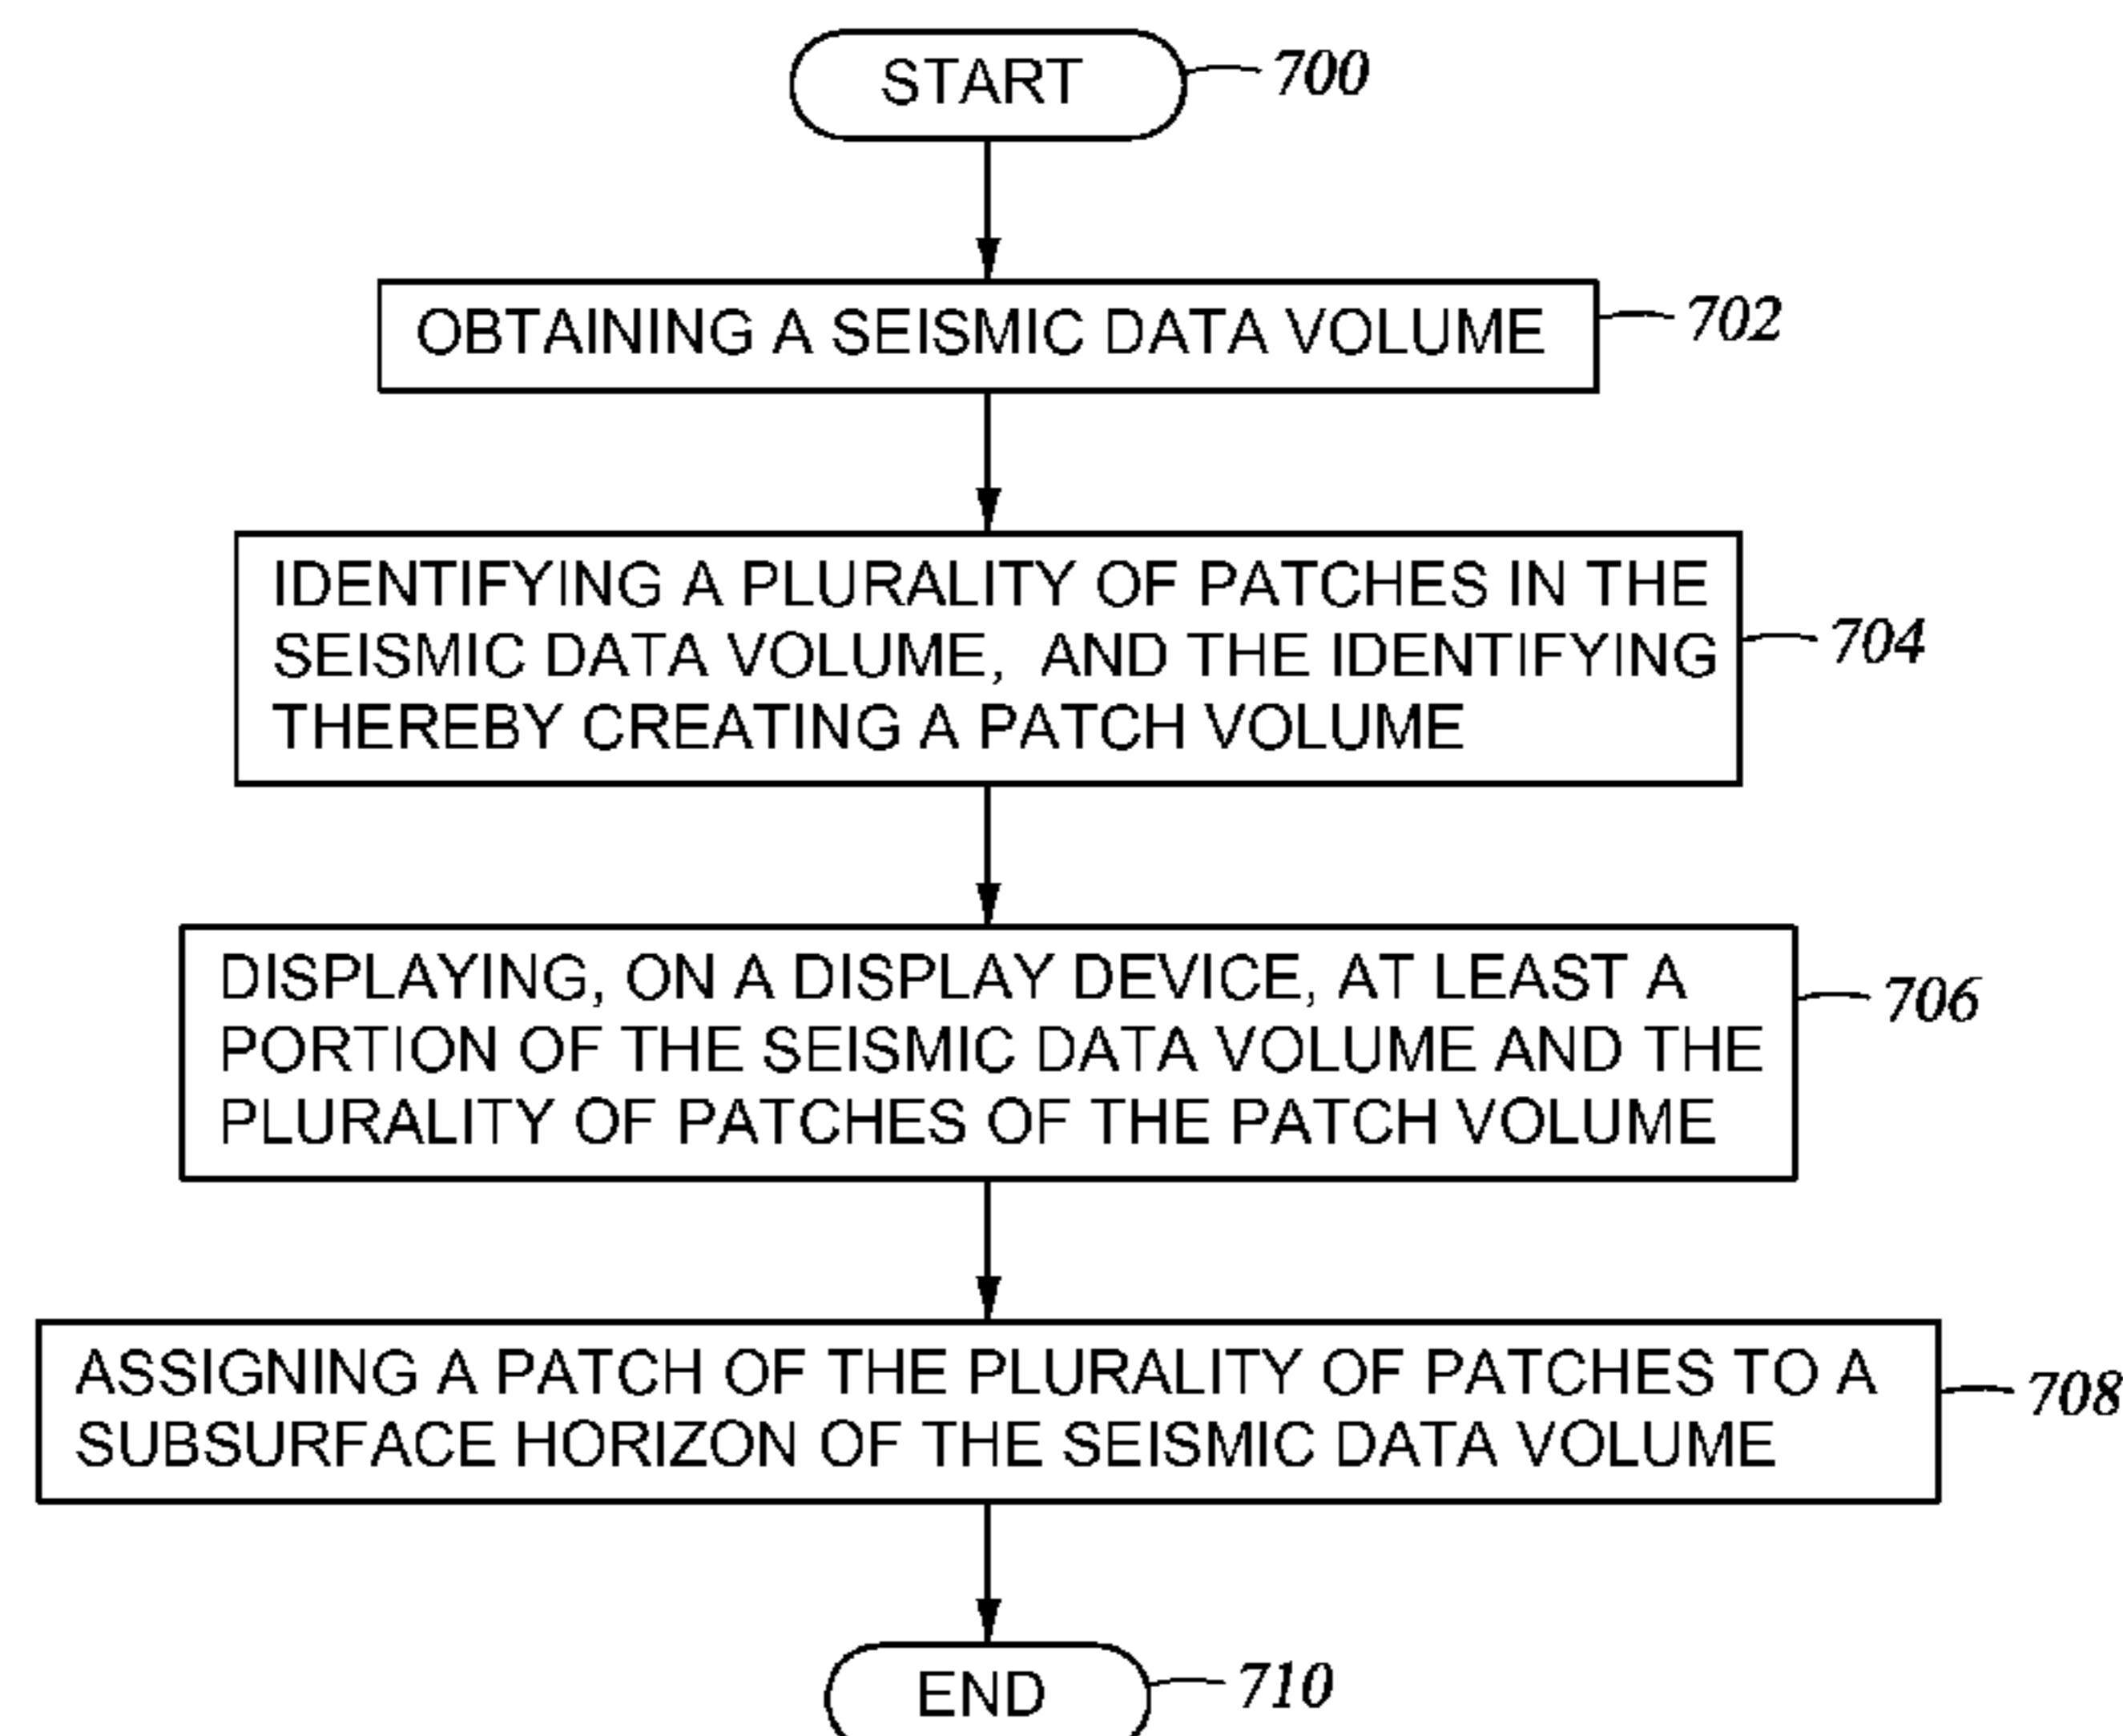 START
700
OBTAINING A SEISMIC DATA VOLUME
702
IDENTIFYING A PLURALITY OF PATCHES IN THE
SEISMIC DATA VOLUME, AND THE IDENTIFYING
THEREBY CREATING A PATCH VOLUME
704
DISPLAYING, ON A DISPLAY DEVICE, AT LEAST A
PORTION OF THE SEISMIC DATA VOLUME AND THE
PLURALITY OF PATCHES OF THE PATCH VOLUME
706
ASSIGNING A PATCH OF THE PLURALITY OF PATCHES TO A
SUBSURFACE HORIZON OF THE SEISMIC DATA VOLUME
708
END
710